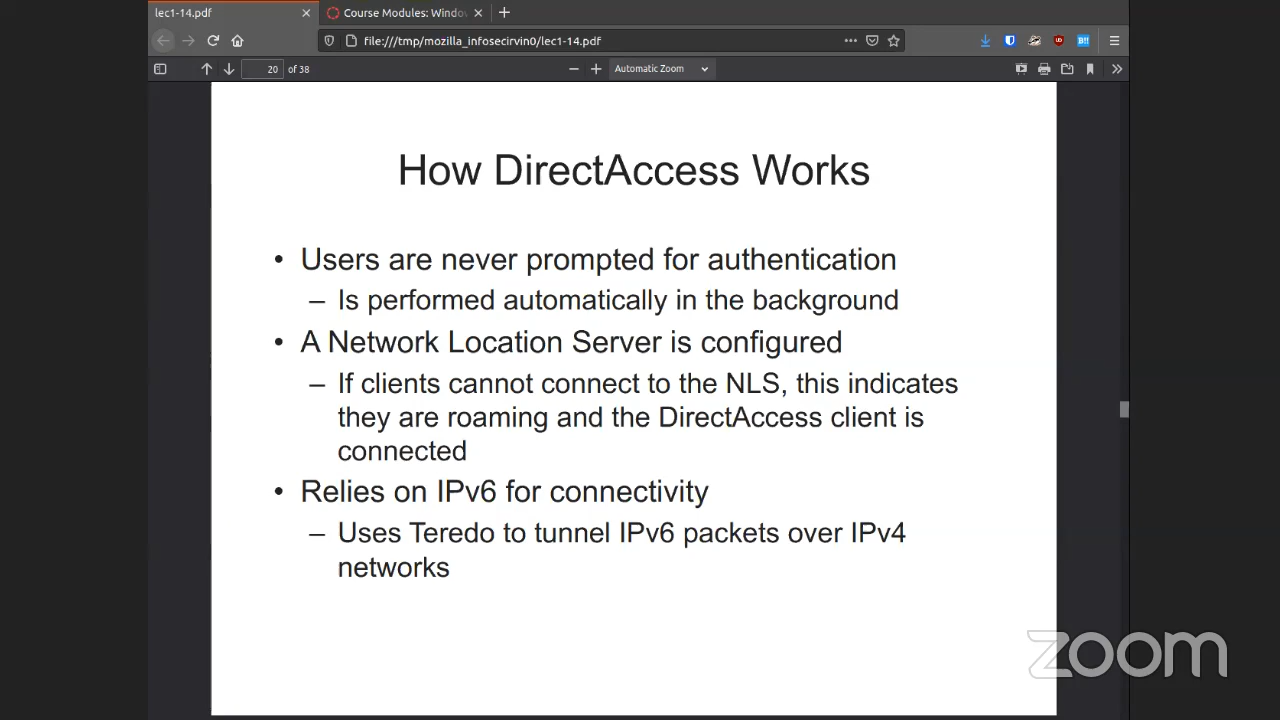 lec1-14.pdf
Course Modules: Windov
file:///tmp/mozilla_infosecirvin0/lec1-14.pdf
20 of 38
Automatic Zoom
How DirectAccess Works
• Users are never prompted for authentication
– Is performed automatically in the background
• A Network Location Server is configured
– If clients cannot connect to the NLS, this indicates
they are roaming and the DirectAccess client is
connected
• Relies on IPv6 for connectivity
– Uses Teredo to tunnel IPv6 packets over IPv4
networks
zoom